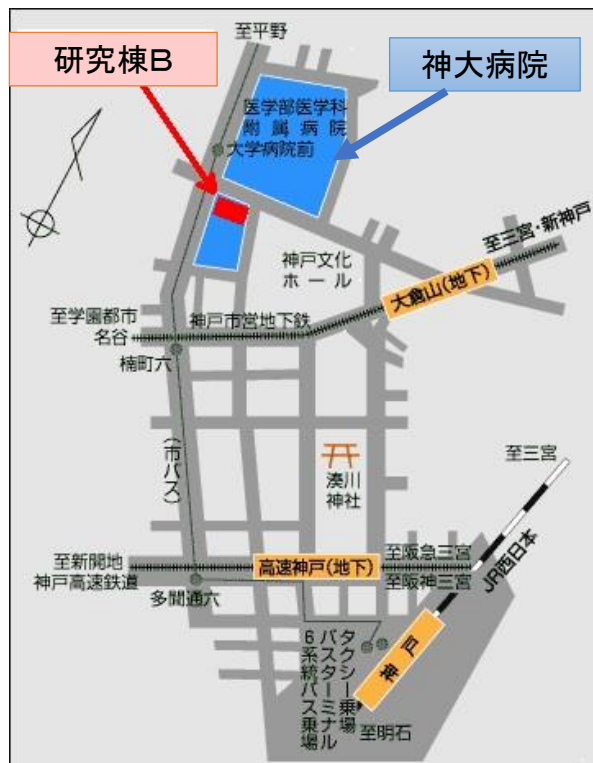 至平野
研究棟B
神大病院
医学部医学科
附属病院
大学病院前
神戸文化
ホール
至三宮・新神戸
大倉山(地下)
至学園都市
名谷
神戸市営地下鉄
楠町六
(市バス)
湊川
神社
至三宮
至新開地
神戸高速鉄道
高速神戸(地下)
至阪急三宮
至阪神三宮
JR西日本
多聞通六
タクシー乗場
バスターミナル
6系統バス乗場
神戸
至明石